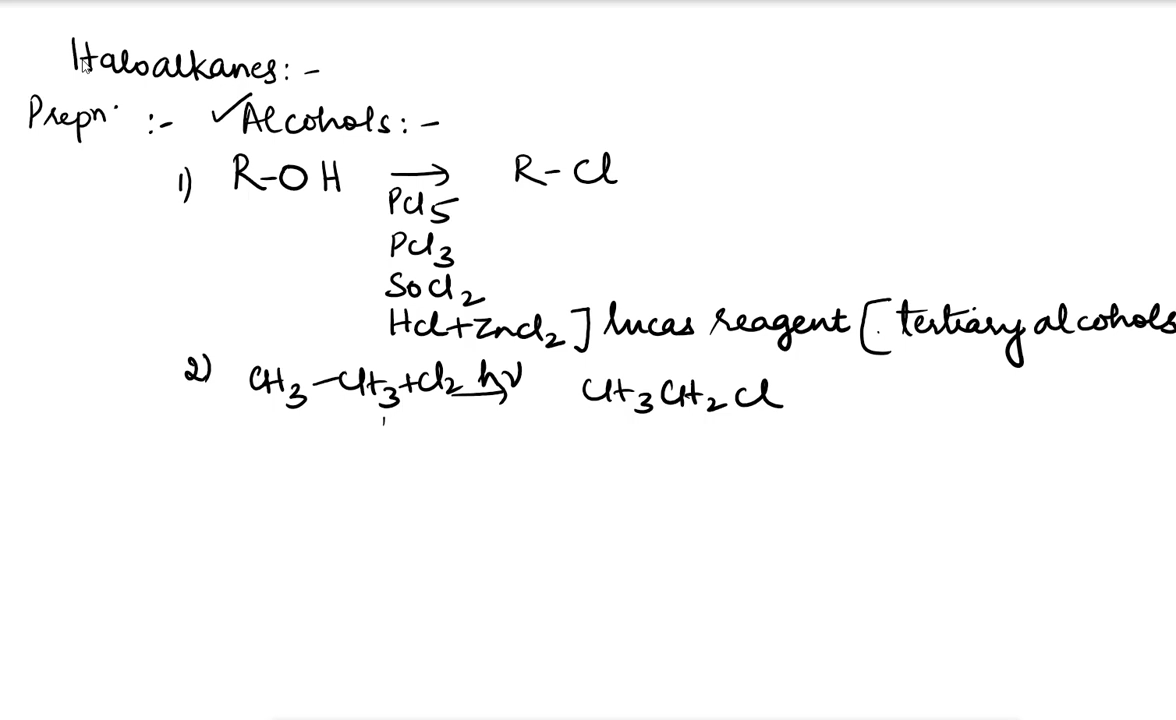 Haloalkanes: -
Prepn. :- ✓Alcohols: -
1) R-OH → R-Cl
PCl5
PCl3
SOCl2
HCl+ZnCl2] lucas reagent [tertiary alcohols
2) CH3-CH3+Cl2 hν→ CH3CH2Cl